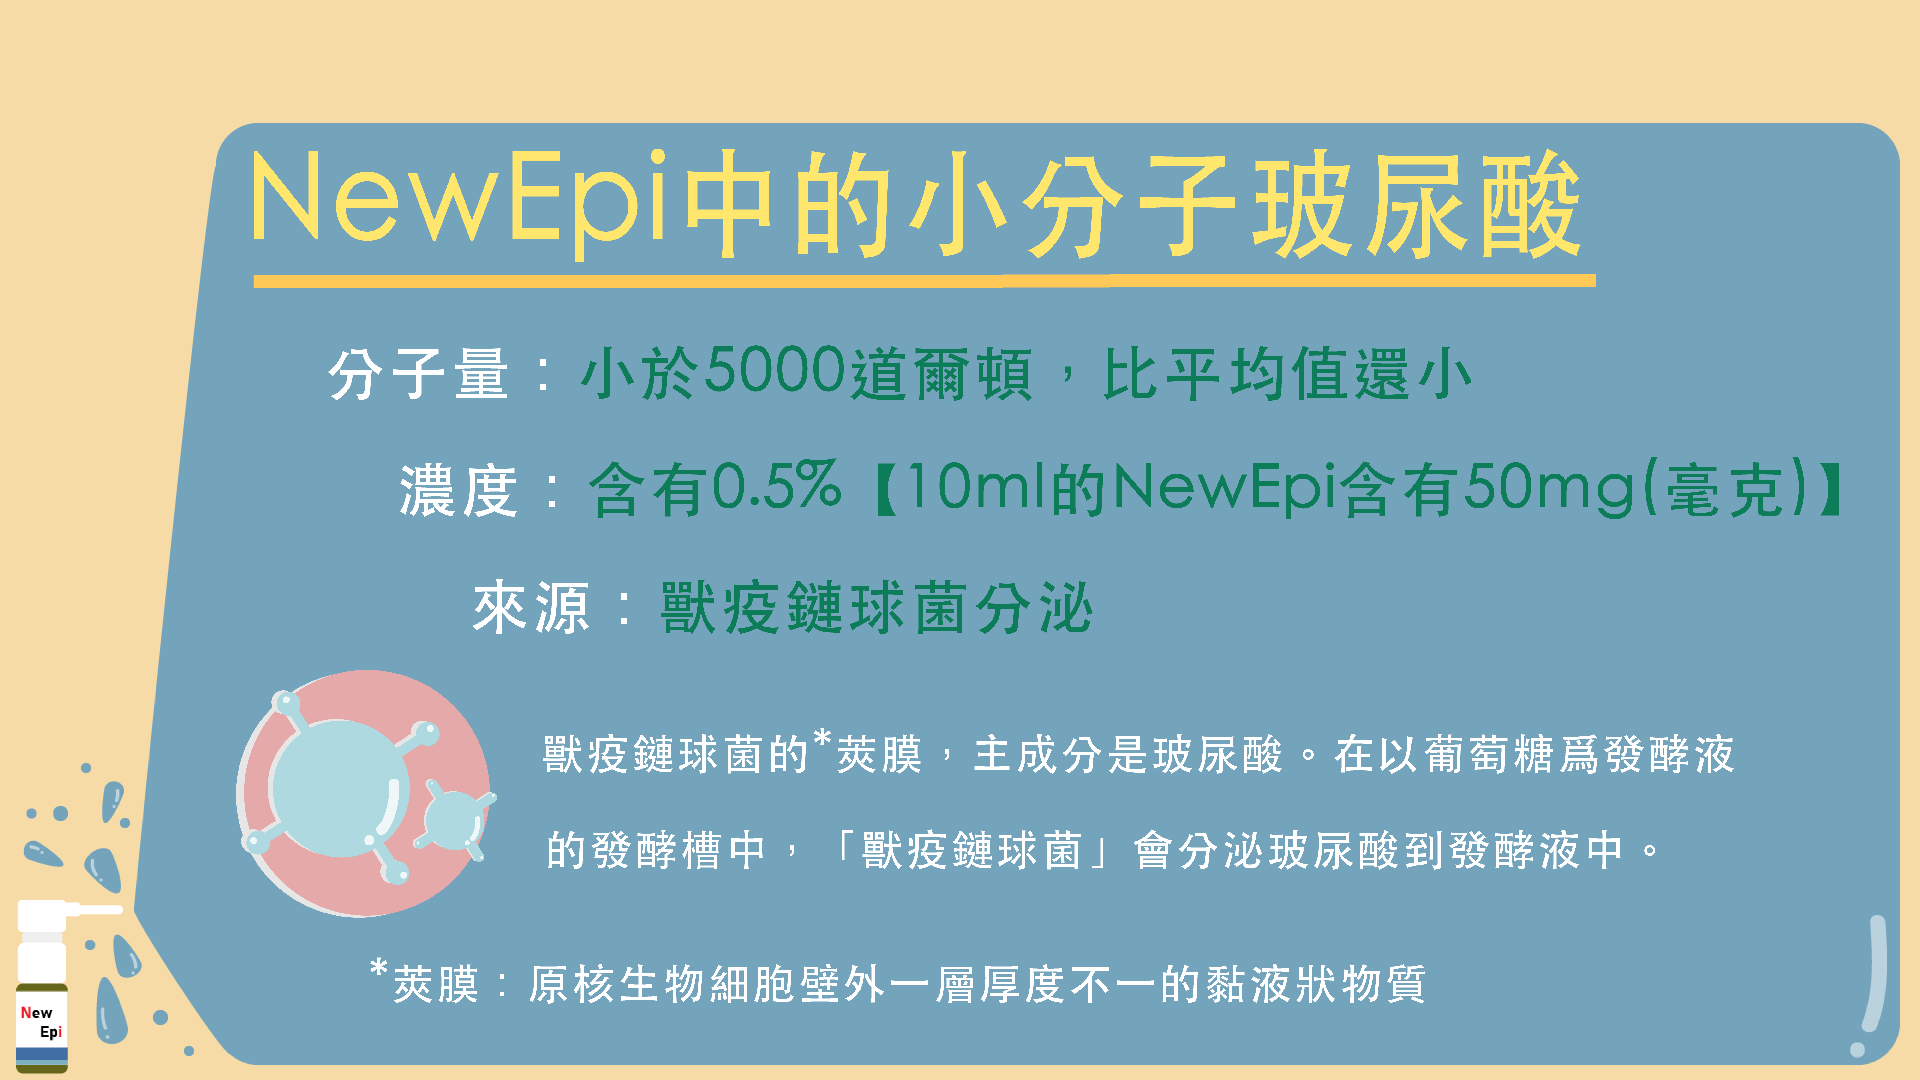 NewEpi中的小分子玻尿酸
分子量：小於5000道爾頓，比平均值還小
濃度：含有0.5%【10ml的NewEpi含有50mg(毫克)】
來源：獸疫鏈球菌分泌
獸疫鏈球菌的*莢膜，主成分是玻尿酸。在以葡萄糖爲發酵液
的發酵槽中，「獸疫鏈球菌」會分泌玻尿酸到發酵液中。
*莢膜：原核生物細胞壁外一層厚度不一的黏液狀物質
New
Epi